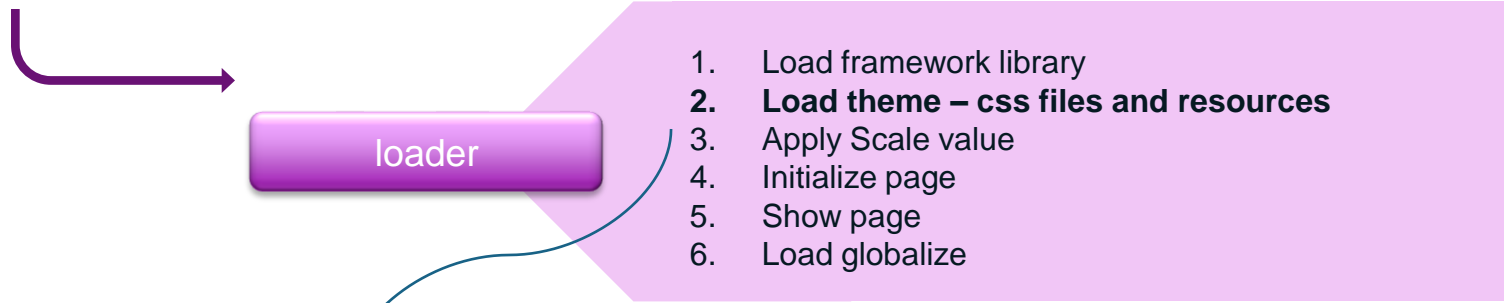 loader
1. Load framework library
2. Load theme – css files and resources
3. Apply Scale value
4. Initialize page
5. Show page
6. Load globalize